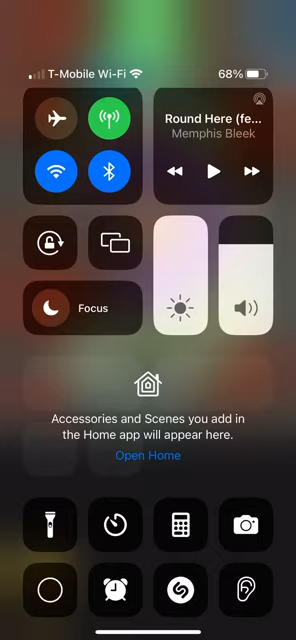 T-Mobile Wi-Fi
68%
Round Here (fe...
Memphis Bleek
Focus
Accessories and Scenes you add in
the Home app will appear here.
Open Home